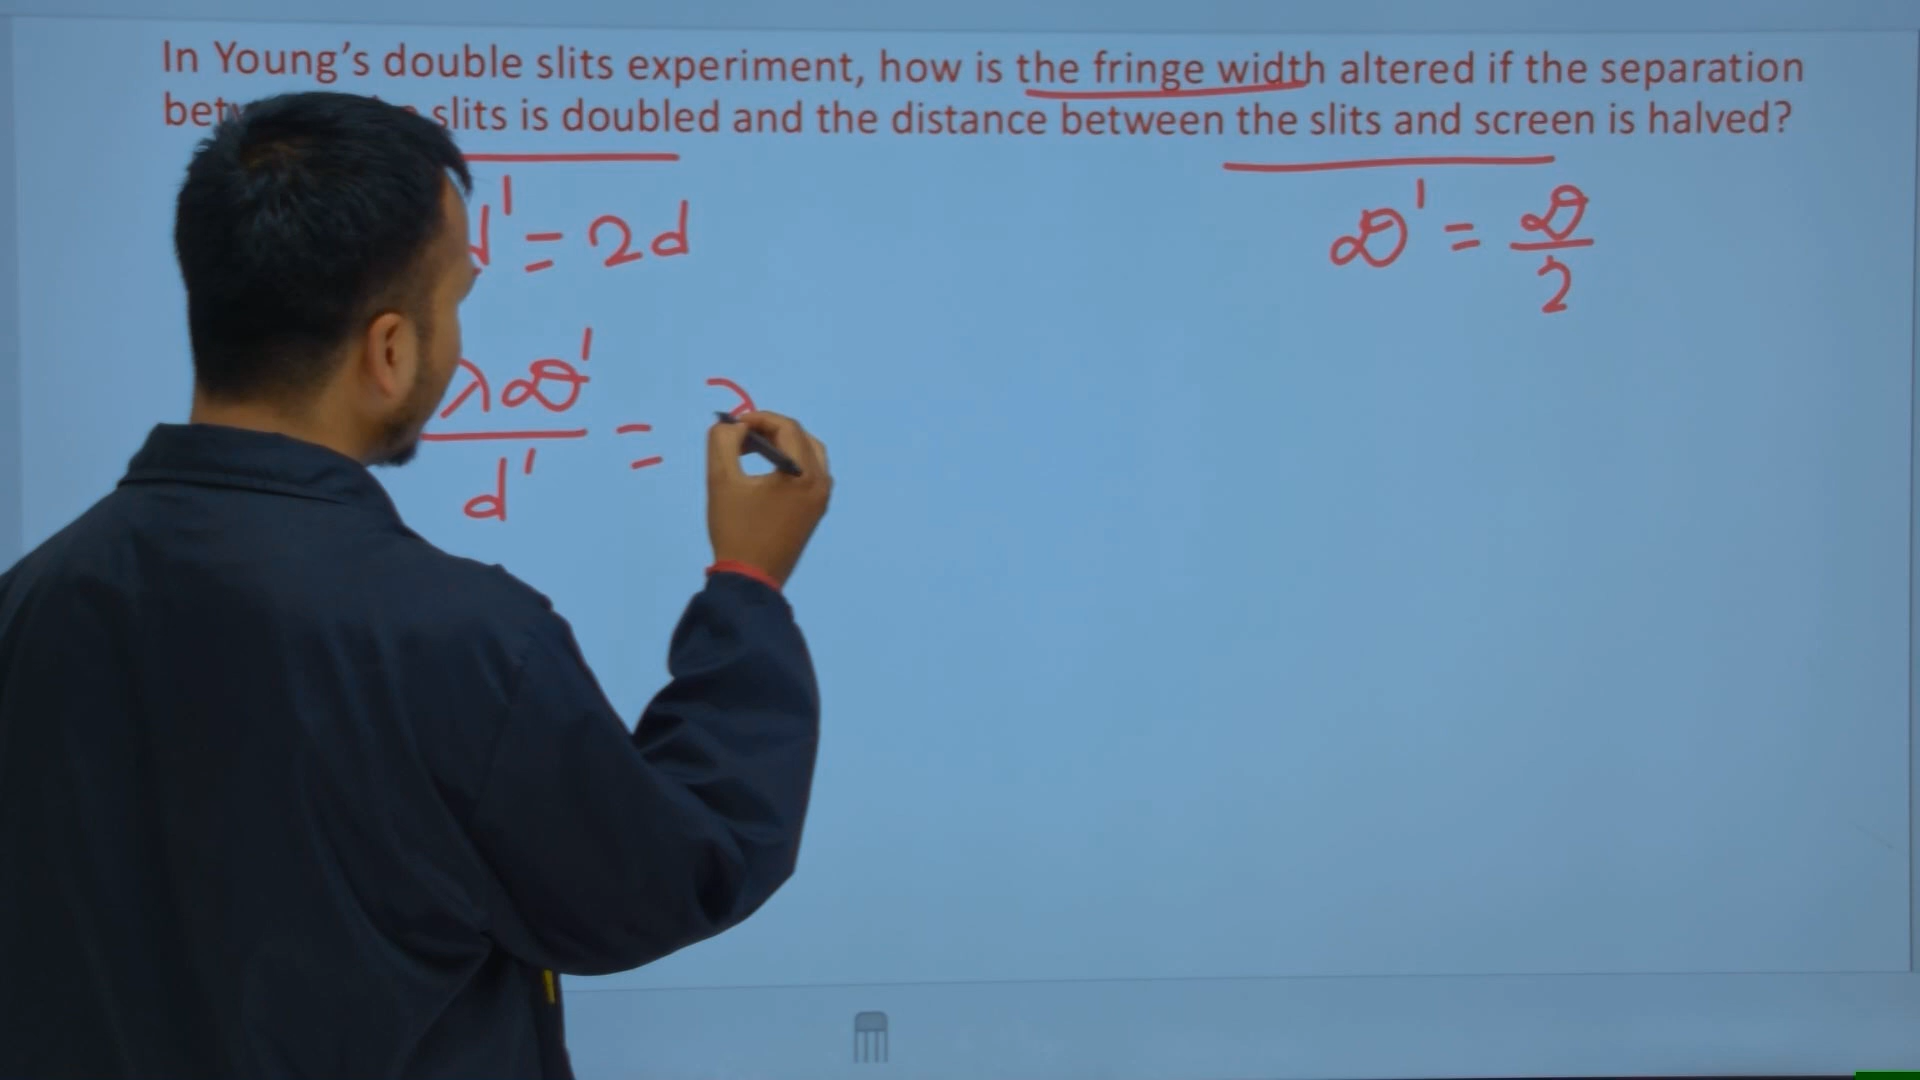 In Young's double slits experiment, how is the fringe width altered if the separation
slits is doubled and the distance between the slits and screen is halved?
d' = 2d
D' = D/2
λD'/d' = λ